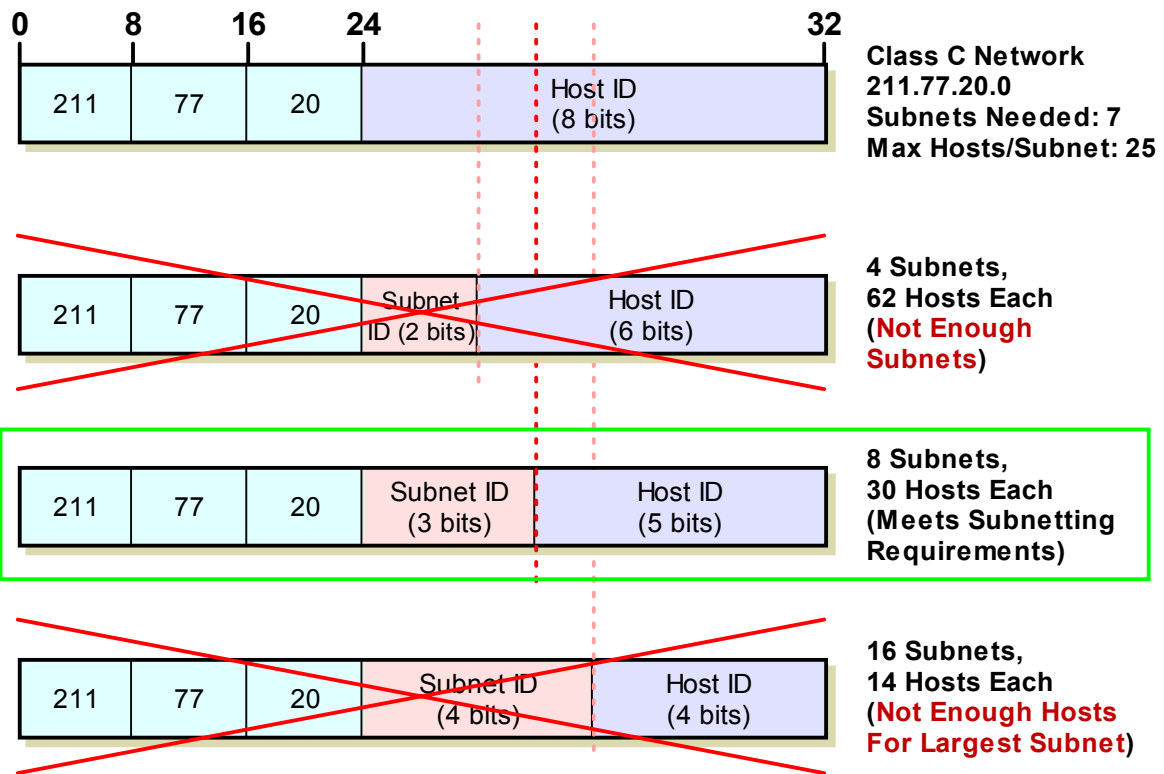 0 8 16 24 32
211 77 20 Host ID
(8 bits)
Class C Network
211.77.20.0
Subnets Needed: 7
Max Hosts/Subnet: 25
211 77 20 Subnet
ID (2 bits)
Host ID
(6 bits)
4 Subnets,
62 Hosts Each
(Not Enough
Subnets)
211 77 20 Subnet ID
(3 bits)
Host ID
(5 bits)
8 Subnets,
30 Hosts Each
(Meets Subnetting
Requirements)
211 77 20 Subnet ID
(4 bits)
Host ID
(4 bits)
16 Subnets,
14 Hosts Each
(Not Enough Hosts
For Largest Subnet)